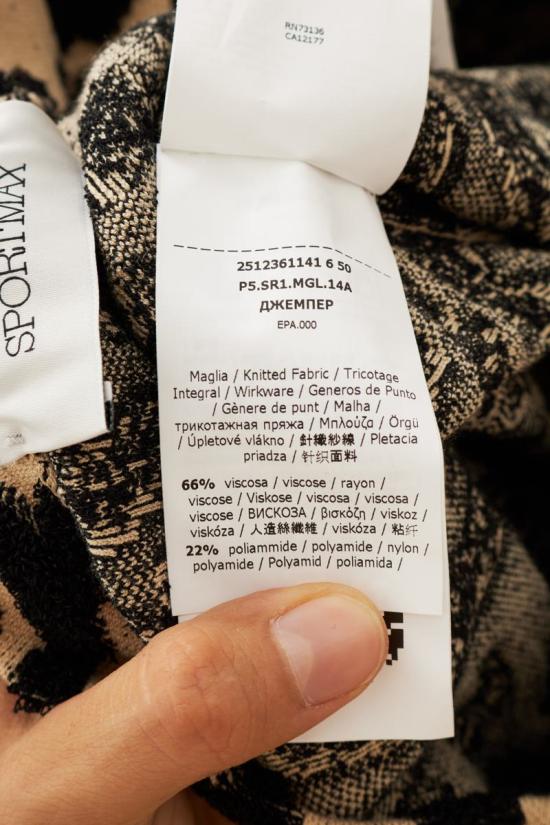 RN73136
CA12177
SPORTMAX
2512361141 6 50
P5.SR1.MGL.14A
ДЖЕМПЕР
EPA.000
Maglia / Knitted Fabric / Tricotage
Integral / Wirkware / Generos de Punto
/ Gènere de punt / Malha /
трикотажная пряжа / Μπλούζα / Örgü
/ Úpletové vlákno / 針織紗線 / Pletacia
priadza / 针织面料
66% viscosa / viscose / rayon /
viscose / Viskose / viscosa / viscosa /
viscose / ВИСКОЗА / βισκόζη / viskoz /
viskóza / 人造絲纖維 / viskóza / 粘纤
22% poliammide / polyamide / nylon /
polyamide / Polyamid / poliamida /